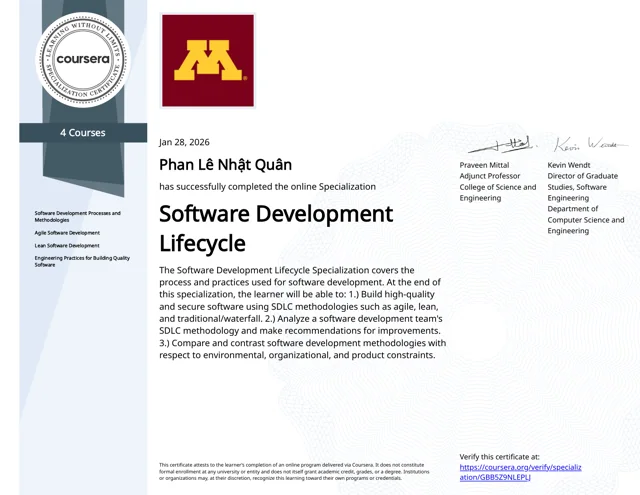 LEARNING WITHOUT LIMITS
coursera
SPECIALIZATION CERTIFICATE
4 Courses
Software Development Processes and
Methodologies
Agile Software Development
Lean Software Development
Engineering Practices for Building Quality
Software
M
Jan 28, 2026
Phan Lê Nhật Quân
has successfully completed the online Specialization
Software Development
Lifecycle
The Software Development Lifecycle Specialization covers the
process and practices used for software development. At the end of
this specialization, the learner will be able to: 1.) Build high-quality
and secure software using SDLC methodologies such as agile, lean,
and traditional/waterfall. 2.) Analyze a software development team's
SDLC methodology and make recommendations for improvements.
3.) Compare and contrast software development methodologies with
respect to environmental, organizational, and product constraints.
Praveen Mittal
Adjunct Professor
College of Science and
Engineering
Kevin Wendt
Kevin Wendt
Director of Graduate
Studies, Software
Engineering
Department of
Computer Science and
Engineering
This certificate attests to the learner's completion of an online program delivered via Coursera. It does not constitute
formal enrollment at any university or entity and does not itself grant academic credit, grades, or a degree. Institutions
or organizations may, at their discretion, recognize this learning toward their own programs or credentials.
Verify this certificate at:
https://coursera.org/verify/specializ
ation/GBB5Z9NLEPLJ